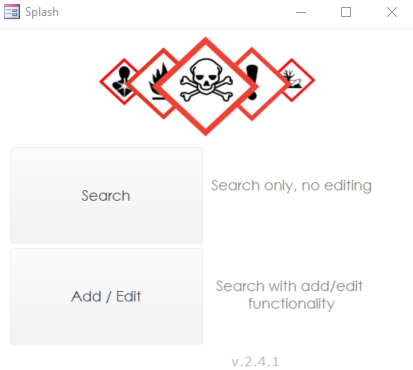 Splash
Search
Search only, no editing
Add / Edit
Search with add/edit
functionality
v.2.4.1